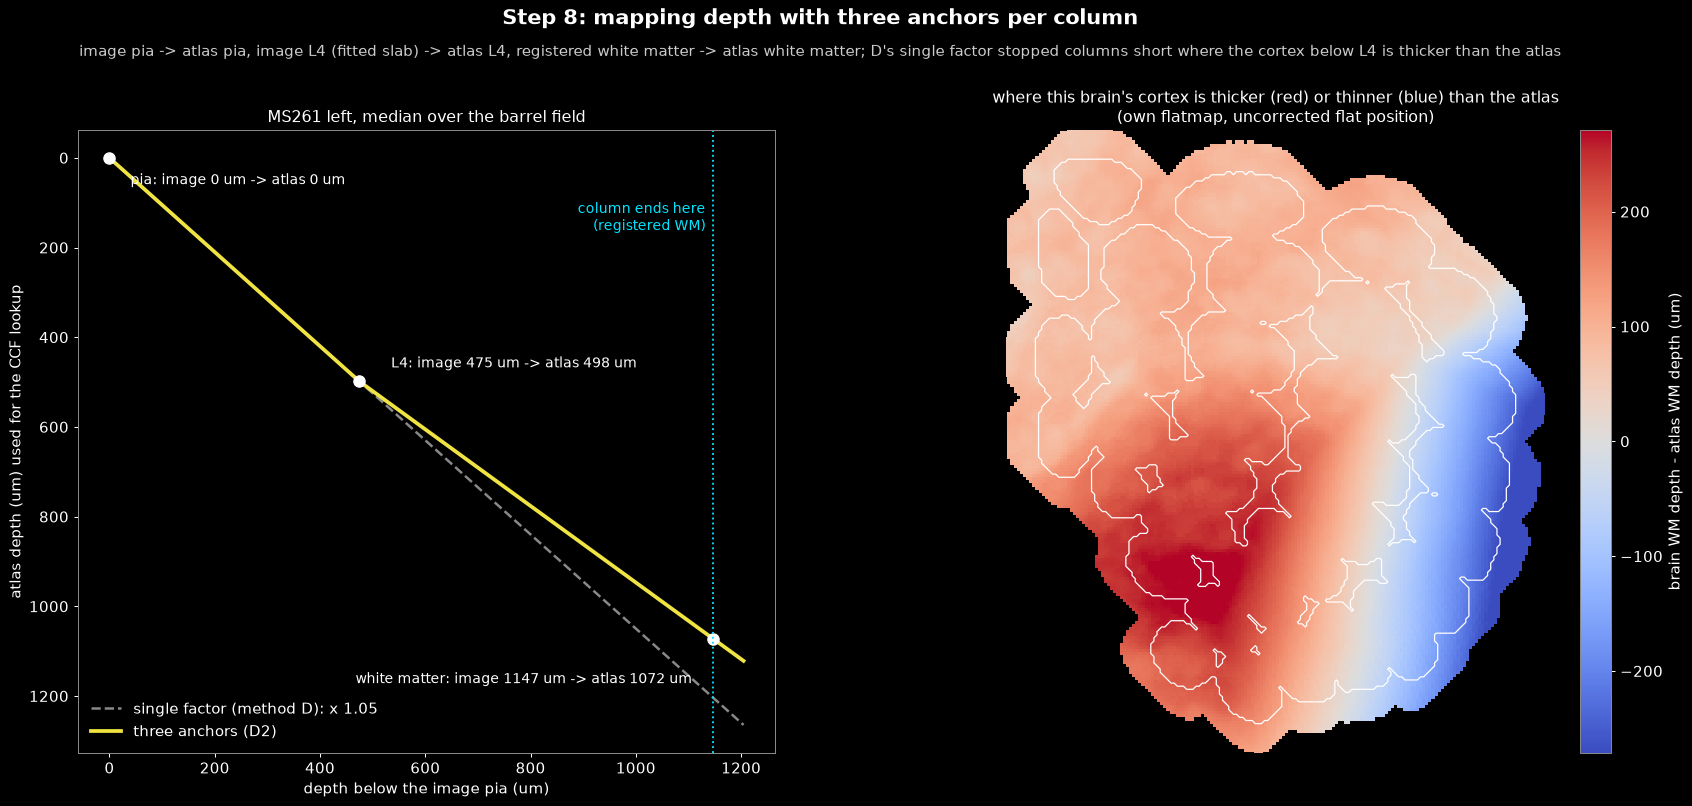 Step 8: mapping depth with three anchors per column
image pia -> atlas pia, image L4 (fitted slab) -> atlas L4, registered white matter -> atlas white matter; D's single factor stopped columns short where the cortex below L4 is thicker than the atlas
MS261 left, median over the barrel field
0
200
400
600
800
1000
1200
atlas depth (um) used for the CCF lookup
pia: image 0 um -> atlas 0 um
column ends here
(registered WM)
L4: image 475 um -> atlas 498 um
white matter: image 1147 um -> atlas 1072 um
single factor (method D): x 1.05
three anchors (D2)
0
200
400
600
800
1000
1200
depth below the image pia (um)
where this brain's cortex is thicker (red) or thinner (blue) than the atlas
(own flatmap, uncorrected flat position)
200
100
0
−100
−200
brain WM depth - atlas WM depth (um)